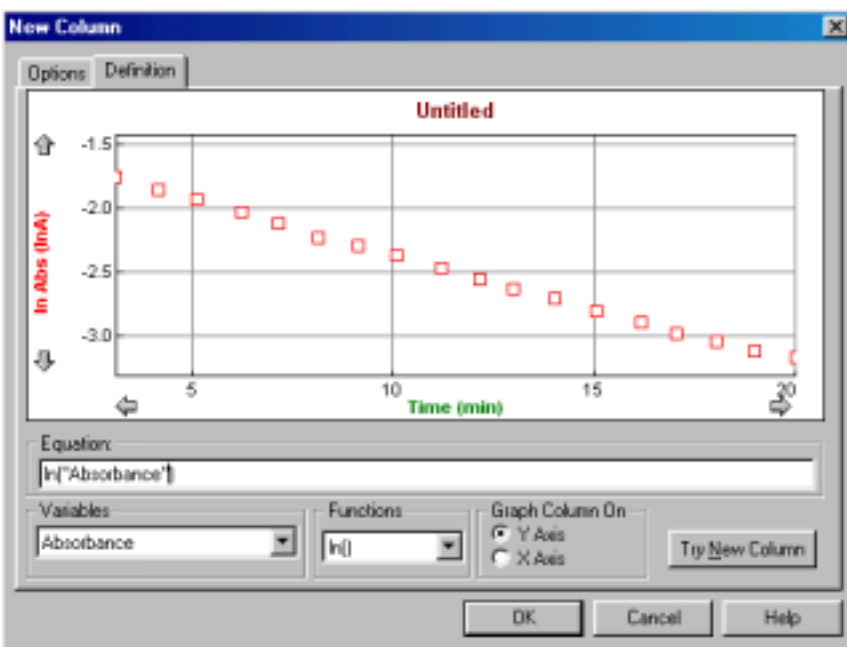 New Column
Options Definition
Untitled
-1.5
-2.0
-2.5
-3.0
ln Abs (lnA)
5 10 15 20
Time (min)
Equation:
ln("Absorbance")
Variables
Absorbance
Functions
ln()
Graph Column On
Y Axis
X Axis
Try New Column
OK Cancel Help